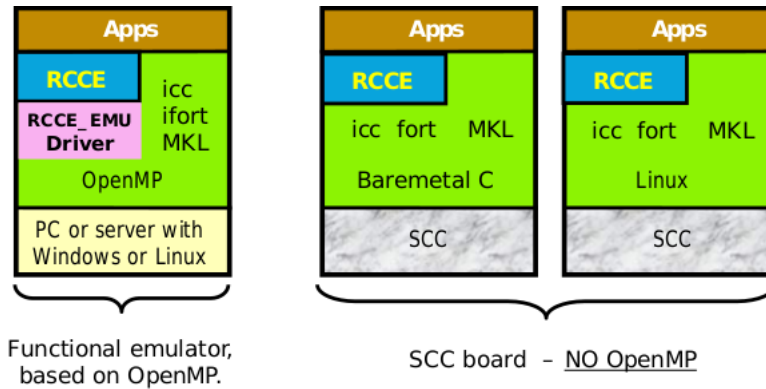 Apps
RCCE
icc
ifort
MKL
RCCE_EMU
Driver
OpenMP
PC or server with
Windows or Linux
Functional emulator,
based on OpenMP.
Apps
RCCE
icc fort MKL
Baremetal C
SCC
Apps
RCCE
icc fort MKL
Linux
SCC
SCC board – NO OpenMP